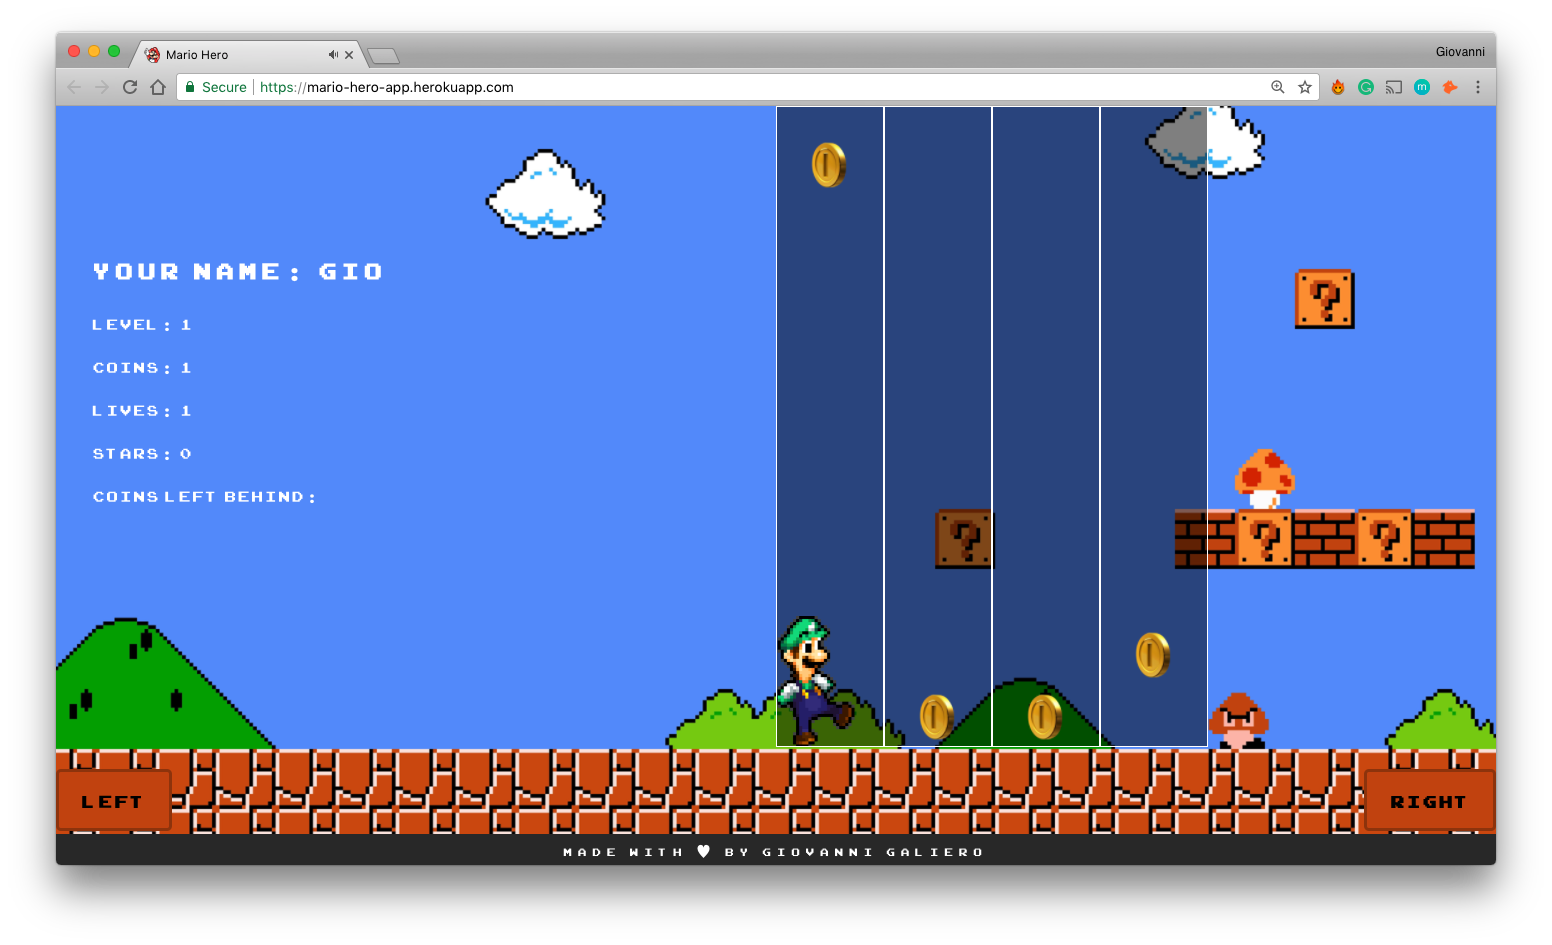 Mario Hero
Giovanni
Secure https://mario-hero-app.herokuapp.com
YOUR NAME: GIO
LEVEL: 1
COINS: 1
LIVES: 1
STARS: 0
COINS LEFT BEHIND:
?
?
?
?
LEFT
RIGHT
MADE WITH ♥ BY GIOVANNI GALIERO